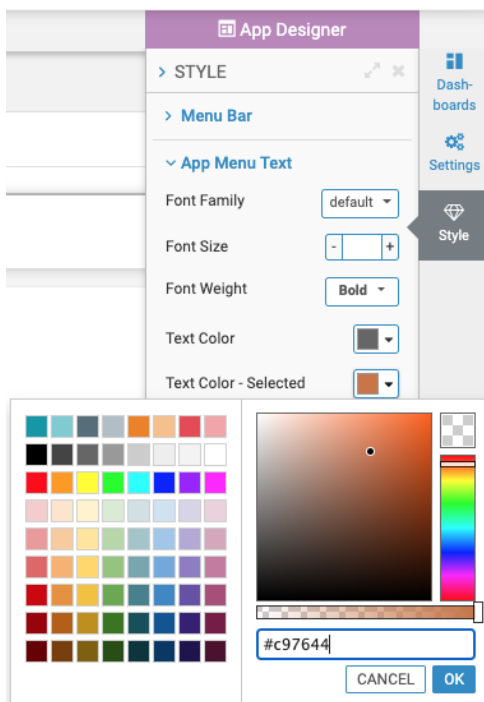 App Designer
STYLE
Menu Bar
App Menu Text
Font Family
default
Font Size
- +
Font Weight
Bold
Text Color
Text Color - Selected
Dash-
boards
Settings
Style
#c97644
CANCEL OK